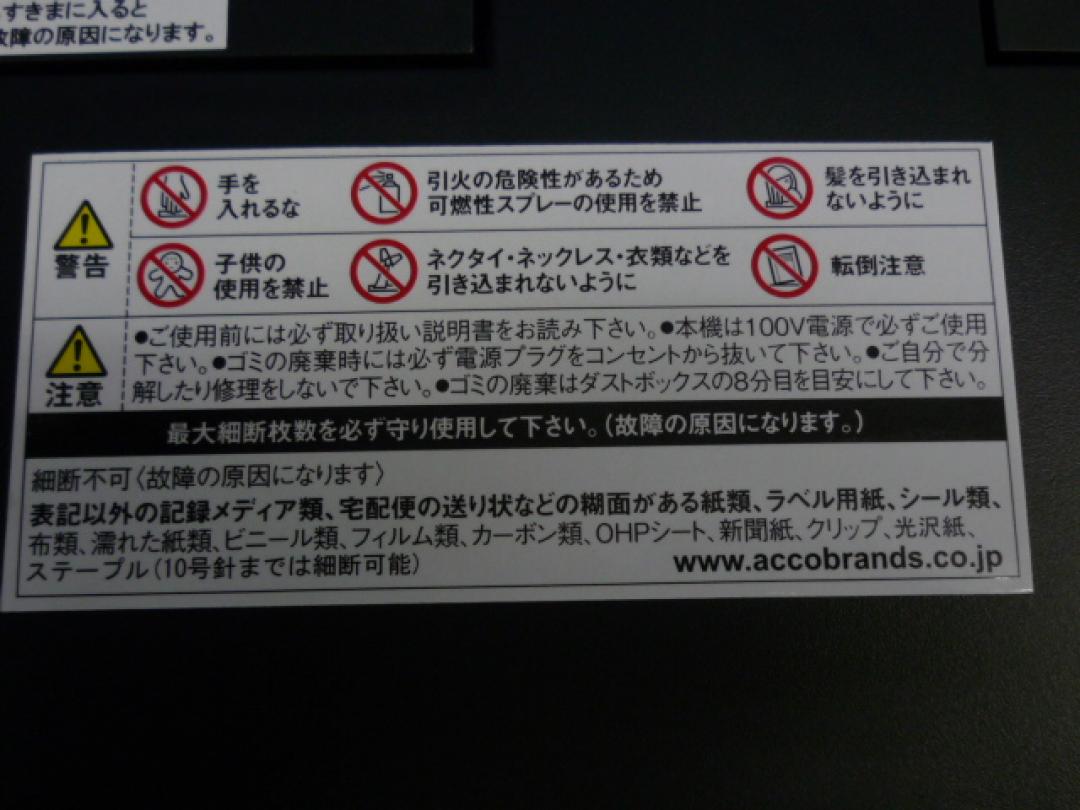 すきまに入ると
故障の原因になります。
警告
手を
入れるな
引火の危険性があるため
可燃性スプレーの使用を禁止
髪を引き込まれ
ないように
子供の
使用を禁止
ネクタイ・ネックレス・衣類などを
引き込まれないように
転倒注意
注意
●ご使用前には必ず取り扱い説明書をお読み下さい。●本機は100V電源で必ずご使用
下さい。●ゴミの廃棄時には必ず電源プラグをコンセントから抜いて下さい。●ご自分で分
解したり修理をしないで下さい。●ゴミの廃棄はダストボックスの8分目を目安にして下さい。
最大細断枚数を必ず守り使用して下さい。(故障の原因になります。)
細断不可〈故障の原因になります〉
表記以外の記録メディア類、宅配便の送り状などの糊面がある紙類、ラベル用紙、シール類、
布類、濡れた紙類、ビニール類、フィルム類、カーボン類、OHPシート、新聞紙、クリップ、光沢紙、
ステープル(10号針までは細断可能)
www.accobrands.co.jp